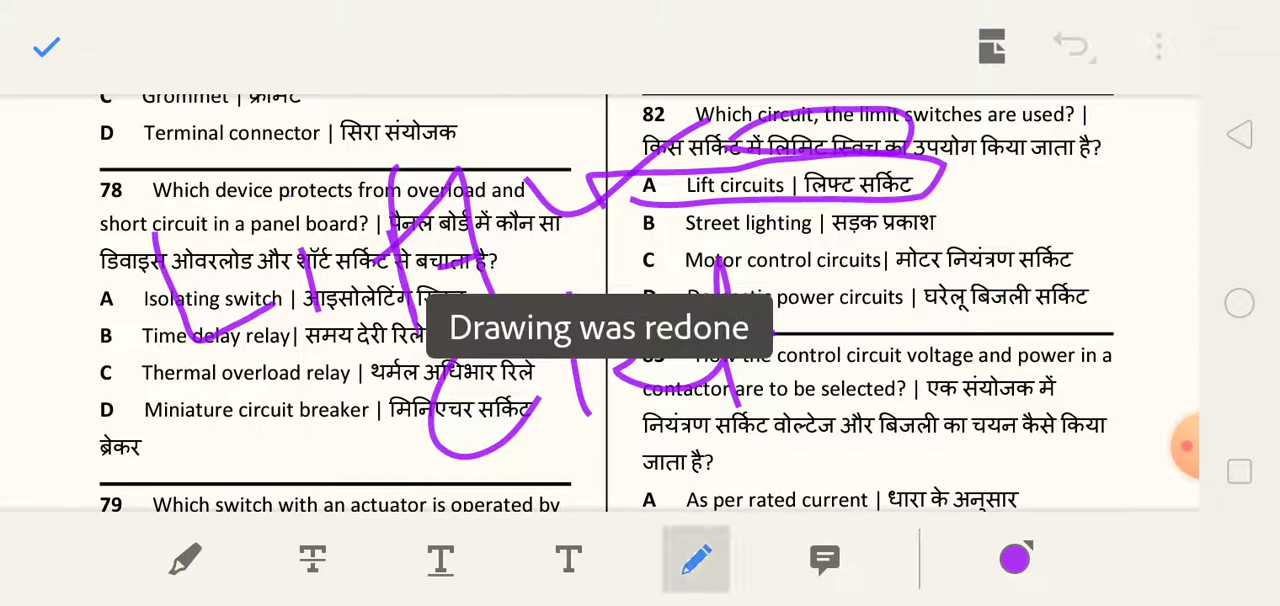 C Grommet | ग्रोमेट
D Terminal connector | सिरा संयोजक
78 Which device protects from overload and
short circuit in a panel board? | पैनल बोर्ड में कौन सा
डिवाइस ओवरलोड और शॉर्ट सर्किट से बचाता है?
A Isolating switch | आइसोलेटिंग स्विच
B Time delay relay| समय देरी रिले
C Thermal overload relay | थर्मल अधिभार रिले
D Miniature circuit breaker | मिनिएचर सर्किट
ब्रेकर
79 Which switch with an actuator is operated by
82 Which circuit, the limit switches are used? |
किस सर्किट में लिमिट स्विच का उपयोग किया जाता है?
A Lift circuits | लिफ्ट सर्किट
B Street lighting | सड़क प्रकाश
C Motor control circuits| मोटर नियंत्रण सर्किट
D Domestic power circuits | घरेलू बिजली सर्किट
83 How the control circuit voltage and power in a
contactor are to be selected? | एक संयोजक में
नियंत्रण सर्किट वोल्टेज और बिजली का चयन कैसे किया
जाता है?
A As per rated current | धारा के अनुसार
Drawing was redone
T
T
T